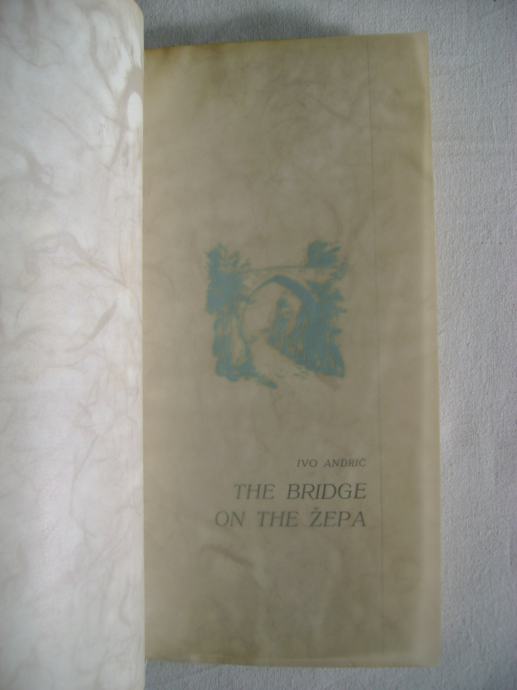 IVO ANDRIĆ
THE BRIDGE
ON THE ŽEPA